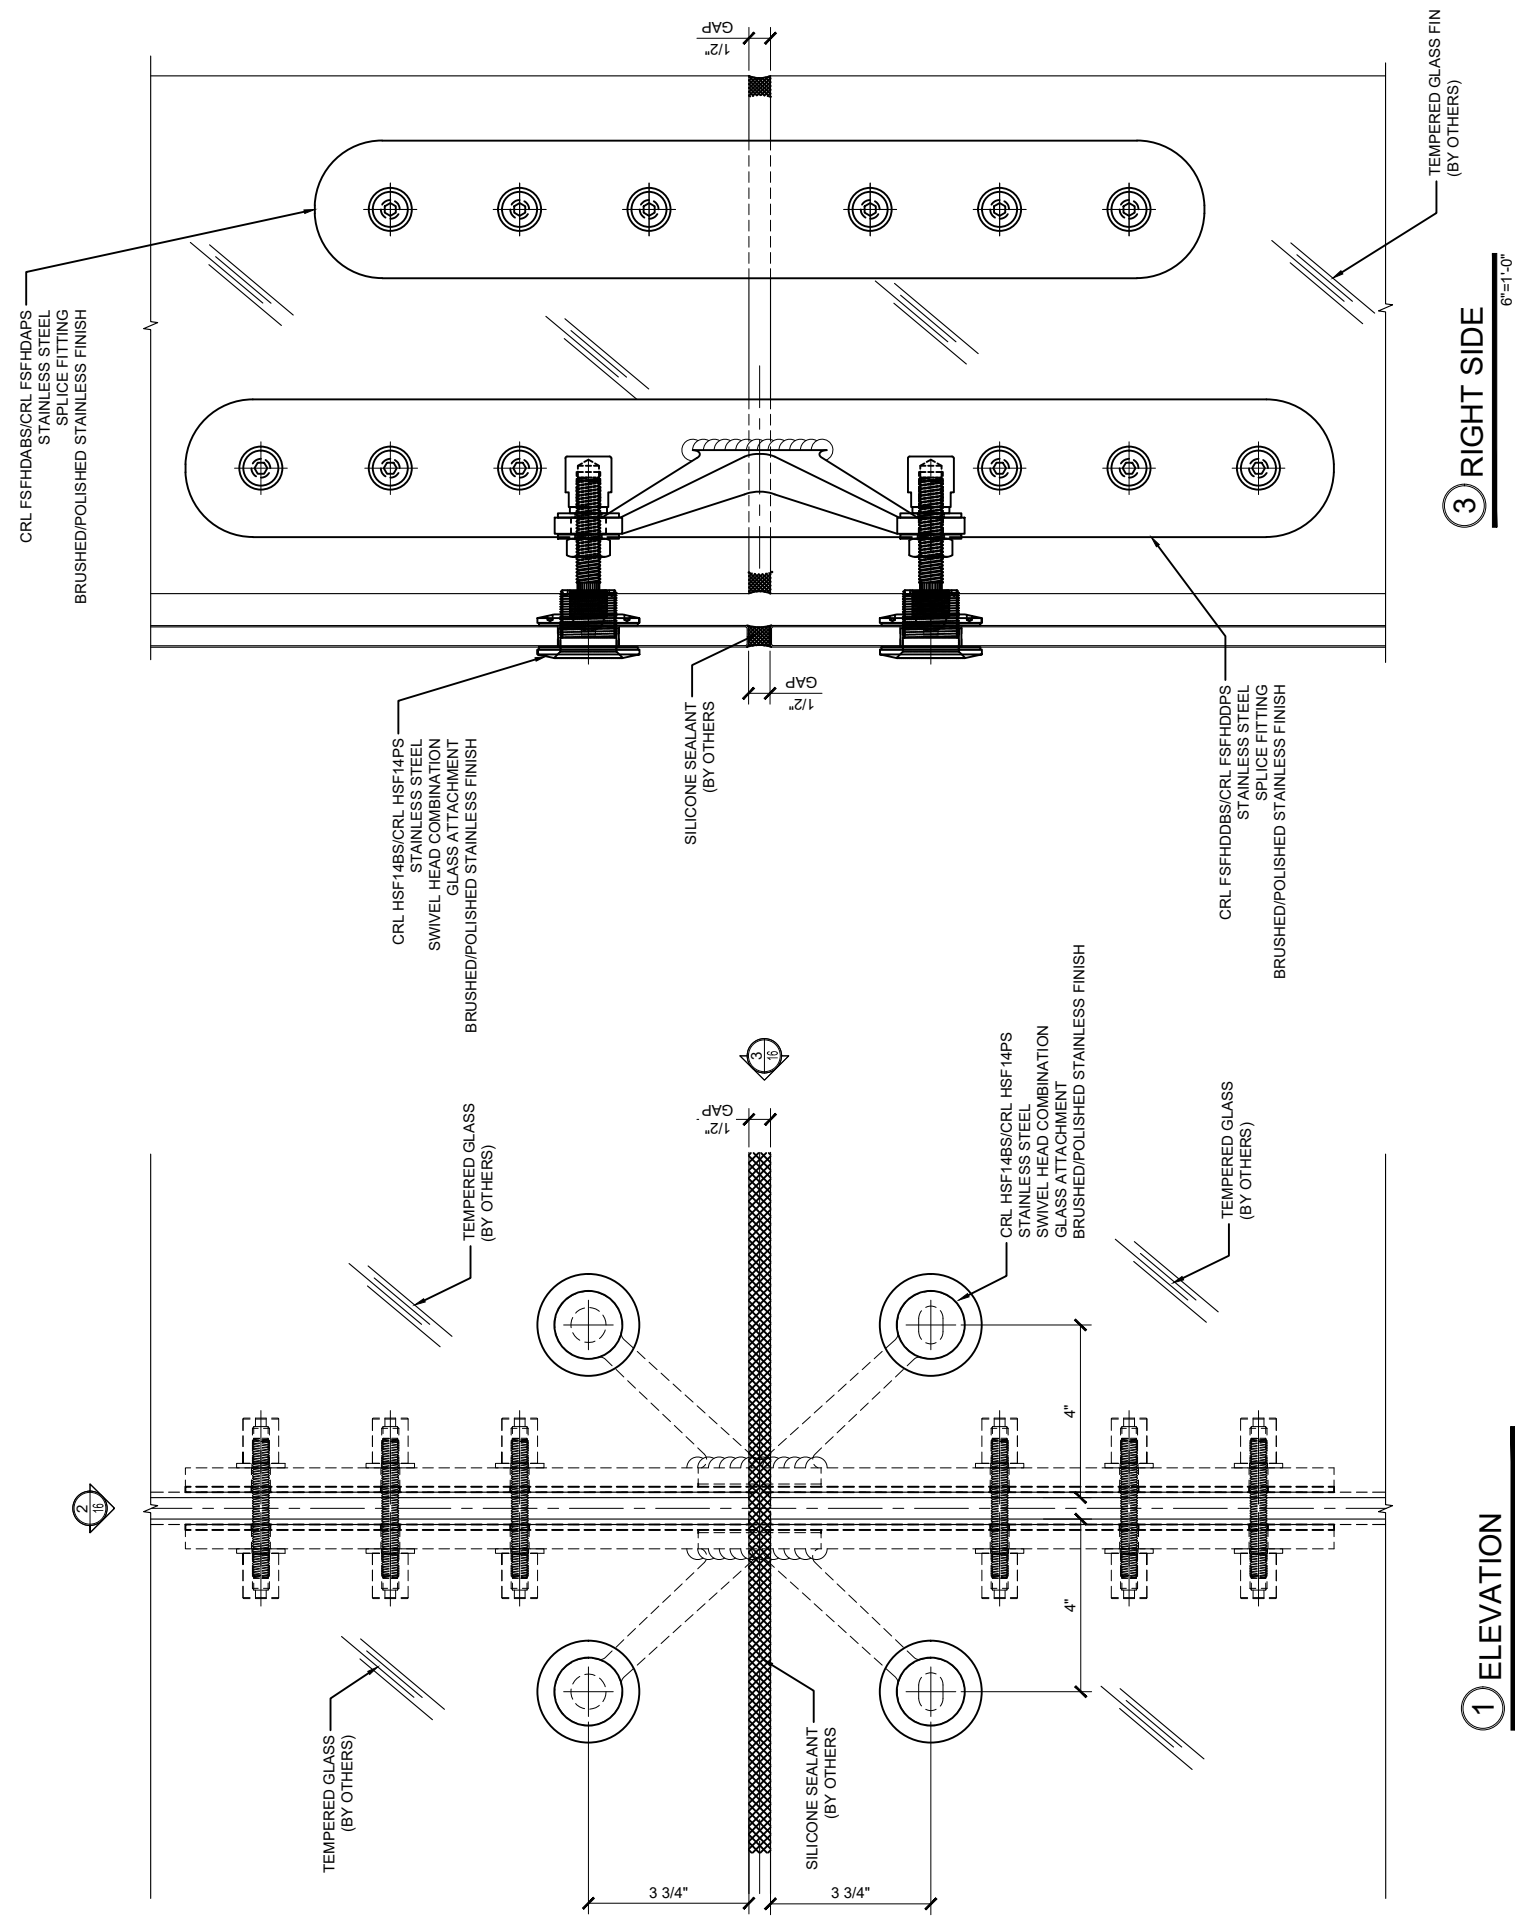 CRL FSFHDABS/CRL FSFHDAPS
STAINLESS STEEL
SPLICE FITTING
BRUSHED/POLISHED STAINLESS FINISH
1/2"
GAP
TEMPERED GLASS FIN
(BY OTHERS)
CRL HSF14BS/CRL HSF14PS
STAINLESS STEEL
SWIVEL HEAD COMBINATION
GLASS ATTACHMENT
BRUSHED/POLISHED STAINLESS FINISH
SILICONE SEALANT
(BY OTHERS
1/2"
GAP
CRL FSFHDDBS/CRL FSFHDDPS
STAINLESS STEEL
SPLICE FITTING
BRUSHED/POLISHED STAINLESS FINISH
3 RIGHT SIDE
6"=1'-0"
2
16
3
16
TEMPERED GLASS
(BY OTHERS)
1/2"
GAP
CRL HSF14BS/CRL HSF14PS
STAINLESS STEEL
SWIVEL HEAD COMBINATION
GLASS ATTACHMENT
BRUSHED/POLISHED STAINLESS FINISH
TEMPERED GLASS
(BY OTHERS)
4"
4"
TEMPERED GLASS
(BY OTHERS)
SILICONE SEALANT
(BY OTHERS
3 3/4"
3 3/4"
1 ELEVATION